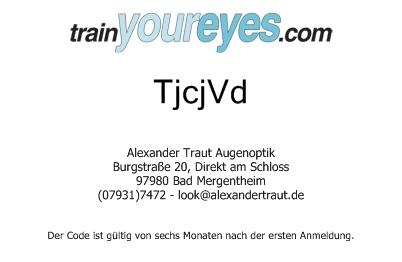 trainyoureyes.com
TjcjVd
Alexander Traut Augenoptik
Burgstraße 20, Direkt am Schloss
97980 Bad Mergentheim
(07931)7472 - look@alexandertraut.de
Der Code ist gültig von sechs Monaten nach der ersten Anmeldung.